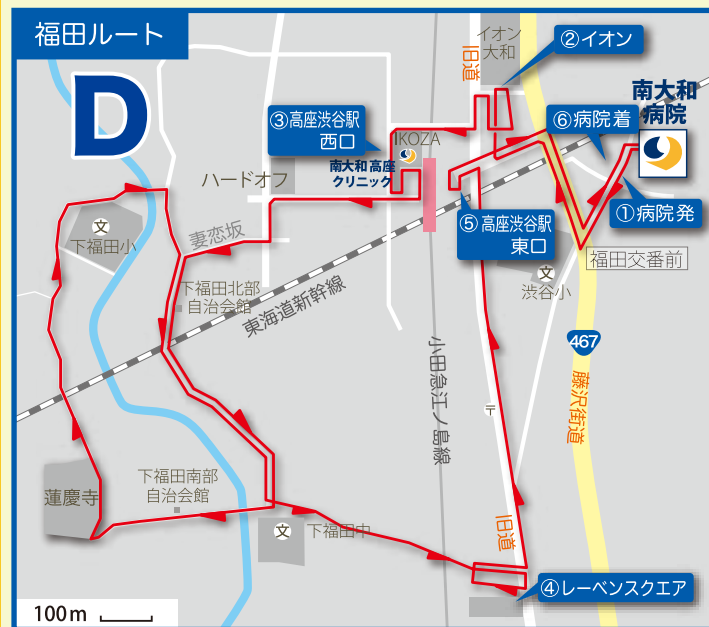 福田ルート
D
イオン
大和
旧道
②イオン
南大和
病院
⑥病院着
③高座渋谷駅
西口
IKOZA
南大和高座
クリニック
ハードオフ
①病院発
⑤高座渋谷駅
東口
文
下福田小
妻恋坂
福田交番前
文
渋谷小
下福田北部
自治会館
東海道新幹線
467
小田急江ノ島線
藤沢街道
〒
下福田南部
自治会館
蓮慶寺
文
下福田中
旧道
④レーベンスクエア
100m